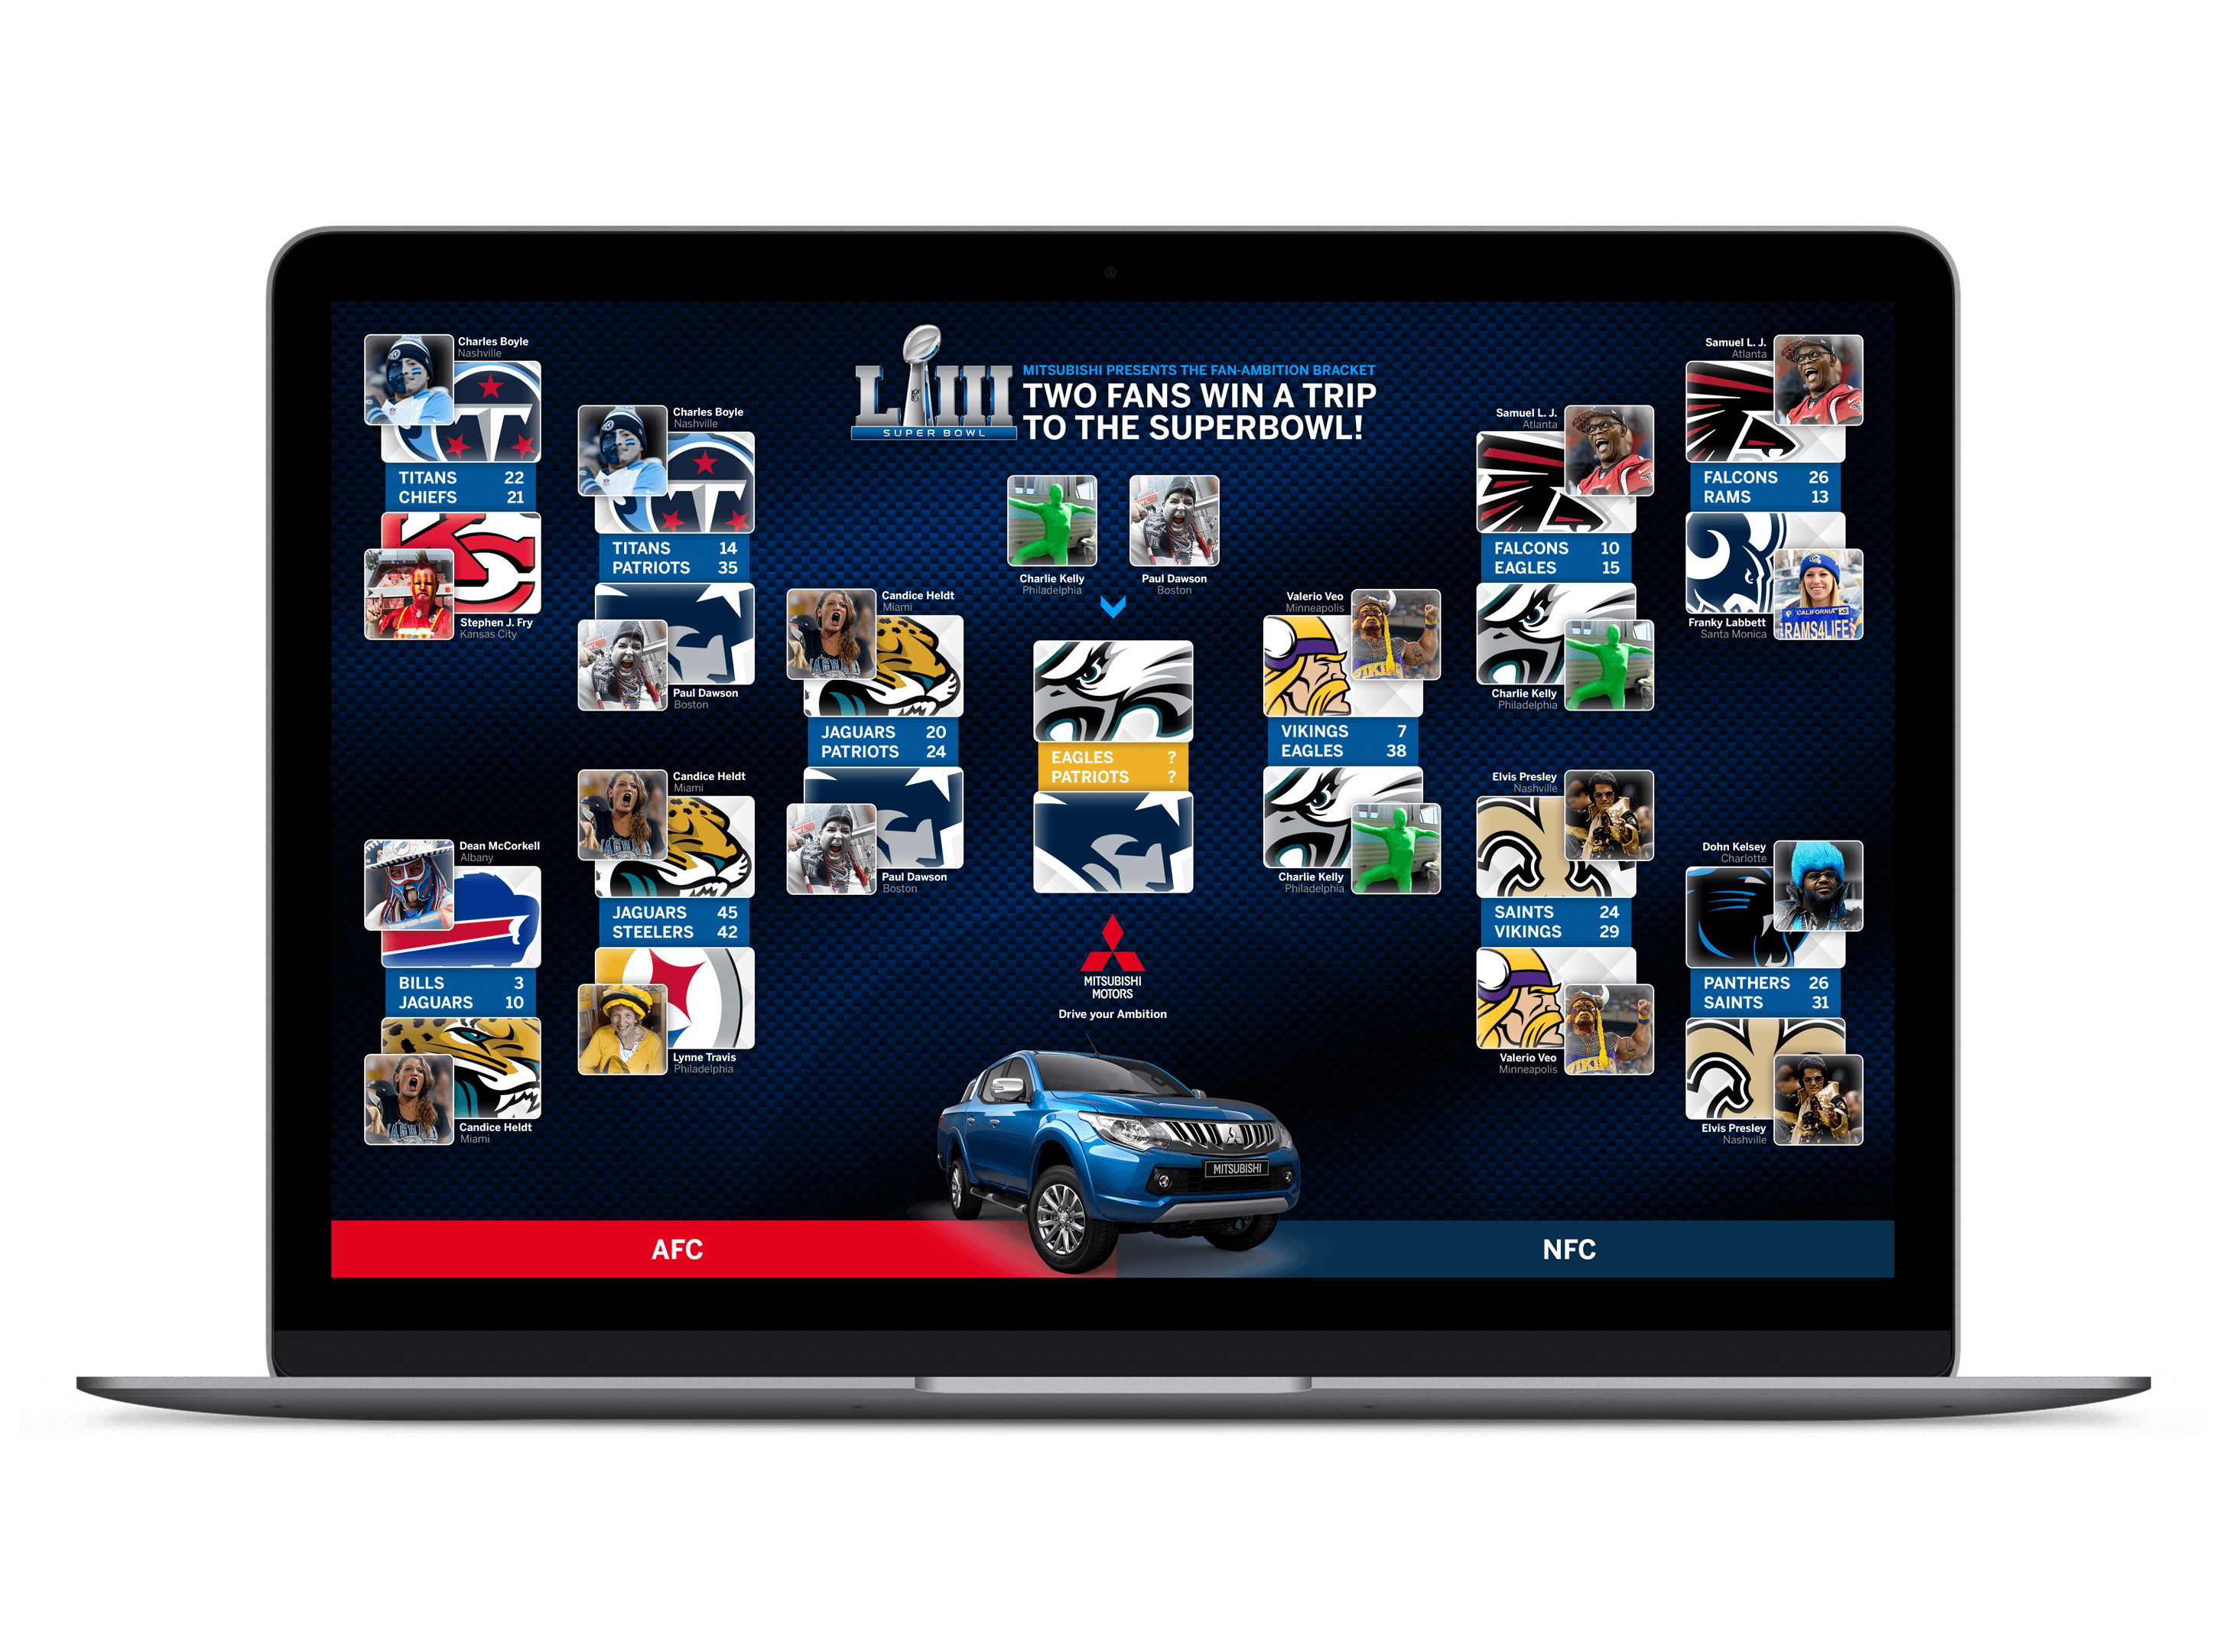 LIII
SUPER BOWL
MITSUBISHI PRESENTS THE FAN-AMBITION BRACKET
TWO FANS WIN A TRIP
TO THE SUPERBOWL!
Charles Boyle
Nashville
TITANS 22
CHIEFS 21
KC
Stephen J. Fry
Kansas City
Dean McCorkell
Albany
BILLS 3
JAGUARS 10
Candice Heldt
Miami
Charles Boyle
Nashville
TITANS 14
PATRIOTS 35
Paul Dawson
Boston
Candice Heldt
Miami
JAGUARS 45
STEELERS 42
Lynne Travis
Philadelphia
Candice Heldt
Miami
JAGUARS 20
PATRIOTS 24
Paul Dawson
Boston
Charlie Kelly
Philadelphia
Paul Dawson
Boston
EAGLES ?
PATRIOTS ?
MITSUBISHI
MOTORS
Drive your Ambition
MITSUBISHI
Valerio Veo
Minneapolis
VIKINGS 7
EAGLES 38
Charlie Kelly
Philadelphia
Samuel L. J.
Atlanta
FALCONS 10
EAGLES 15
Charlie Kelly
Philadelphia
Elvis Presley
Nashville
SAINTS 24
VIKINGS 29
Valerio Veo
Minneapolis
Samuel L. J.
Atlanta
FALCONS 26
RAMS 13
Franky Labbett
Santa Monica
CALIFORNIA
RAMS4LIFE
Dohn Kelsey
Charlotte
PANTHERS 26
SAINTS 31
Elvis Presley
Nashville
AFC
NFC